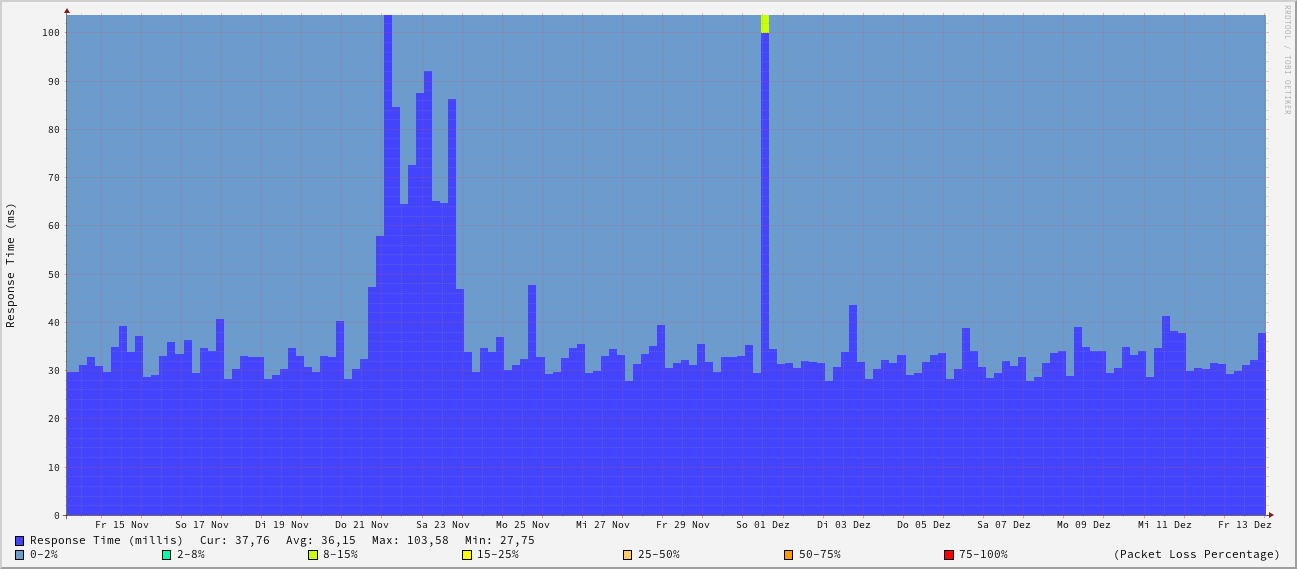 RRDTOOL / TOBI OETIKER
Response Time (ms)
100
90
80
70
60
50
40
30
20
10
0
Fr 15 Nov So 17 Nov Di 19 Nov Do 21 Nov Sa 23 Nov Mo 25 Nov Mi 27 Nov Fr 29 Nov So 01 Dez Di 03 Dez Do 05 Dez Sa 07 Dez Mo 09 Dez Mi 11 Dez Fr 13 Dez
Response Time (millis) Cur: 37,76 Avg: 36,15 Max: 103,58 Min: 27,75
0-2% 2-8% 8-15% 15-25% 25-50% 50-75% 75-100% (Packet Loss Percentage)